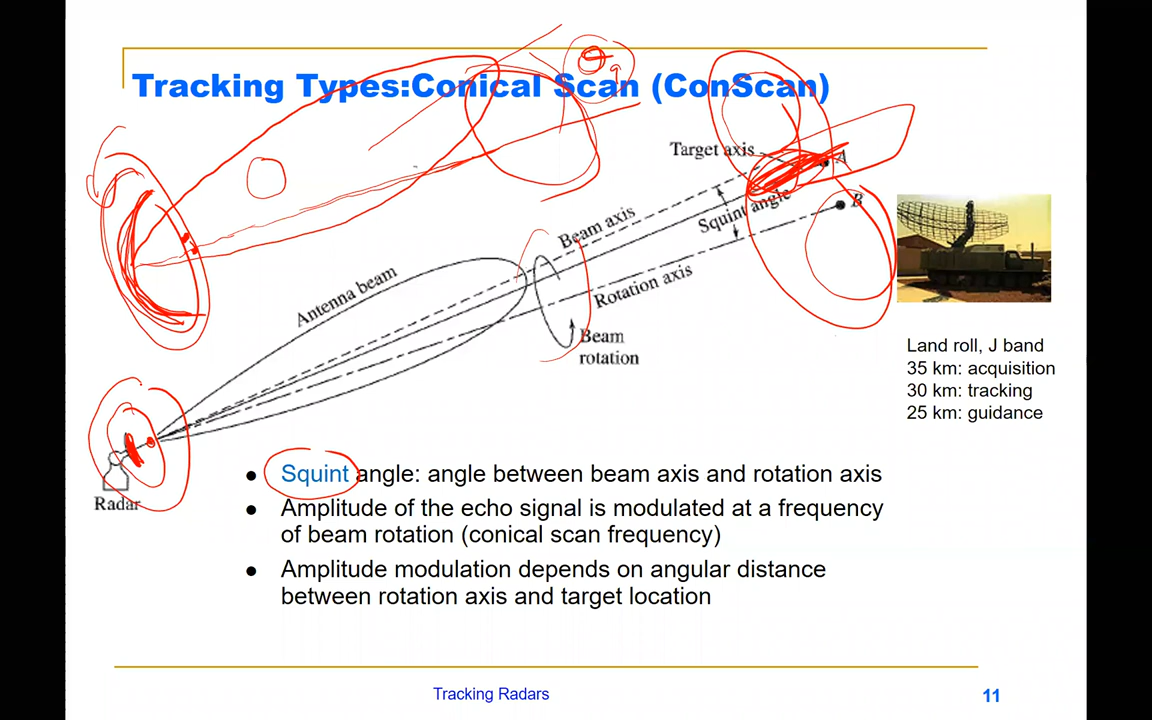 Tracking Types:Conical Scan (ConScan)
Target axis
A
Squint angle
B
Beam axis
Rotation axis
Antenna beam
Beam
rotation
Radar
Land roll, J band
35 km: acquisition
30 km: tracking
25 km: guidance
● Squint angle: angle between beam axis and rotation axis
● Amplitude of the echo signal is modulated at a frequency
of beam rotation (conical scan frequency)
● Amplitude modulation depends on angular distance
between rotation axis and target location
Tracking Radars
11